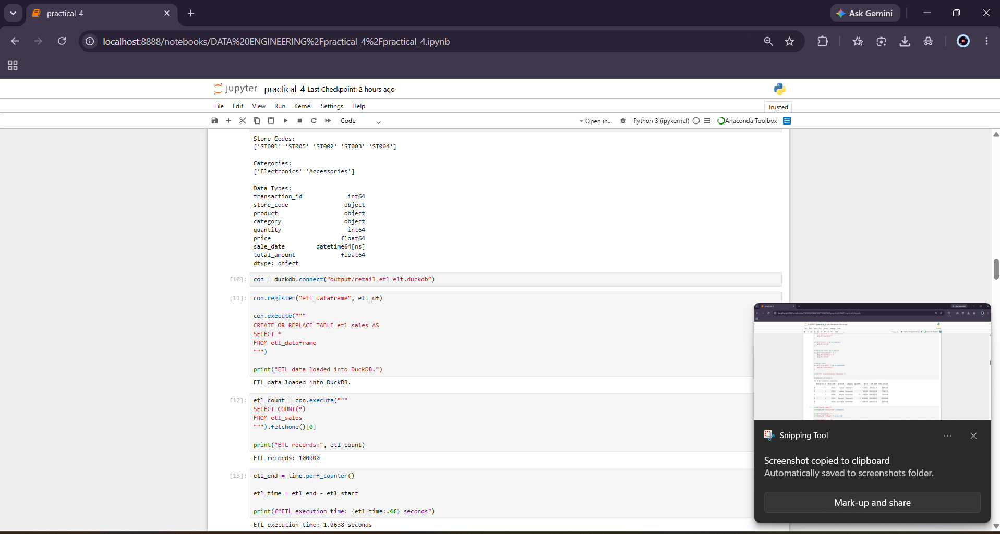 practical_4
Ask Gemini
localhost:8888/notebooks/DATA%20ENGINEERING%2Fpractical_4%2Fpractical_4.ipynb
jupyter practical_4 Last Checkpoint: 2 hours ago
File Edit View Run Kernel Settings Help
Trusted
Code
Open in... Python 3 (ipykernel) Anaconda Toolbox
Store Codes:
['ST001' 'ST005' 'ST002' 'ST003' 'ST004']
Categories:
['Electronics' 'Accessories']
Data Types:
transaction_id int64
store_code object
product object
category object
quantity int64
price float64
sale_date datetime64[ns]
total_amount float64
dtype: object
[10]: con = duckdb.connect("output/retail_etl_elt.duckdb")
[11]: con.register("etl_dataframe", etl_df)
con.execute("""
CREATE OR REPLACE TABLE etl_sales AS
SELECT *
FROM etl_dataframe
""")
print("ETL data loaded into DuckDB.")
ETL data loaded into DuckDB.
[12]: etl_count = con.execute("""
SELECT COUNT(*)
FROM etl_sales
""").fetchone()[0]
print("ETL records:", etl_count)
ETL records: 100000
[13]: etl_end = time.perf_counter()
etl_time = etl_end - etl_start
print(f"ETL execution time: {etl_time:.4f} seconds")
ETL execution time: 1.0638 seconds
Snipping Tool
Screenshot copied to clipboard
Automatically saved to screenshots folder.
Mark-up and share